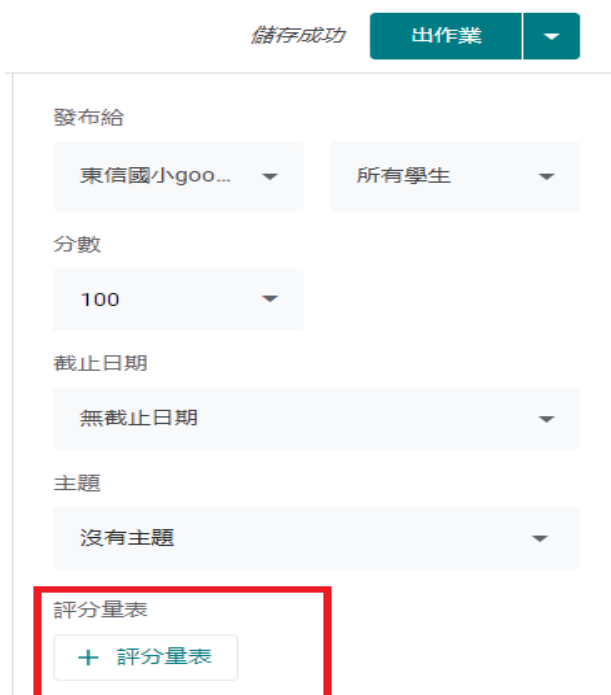 儲存成功 出作業
發布給
東信國小goo... 所有學生
分數
100
截止日期
無截止日期
主題
沒有主題
評分量表
+ 評分量表